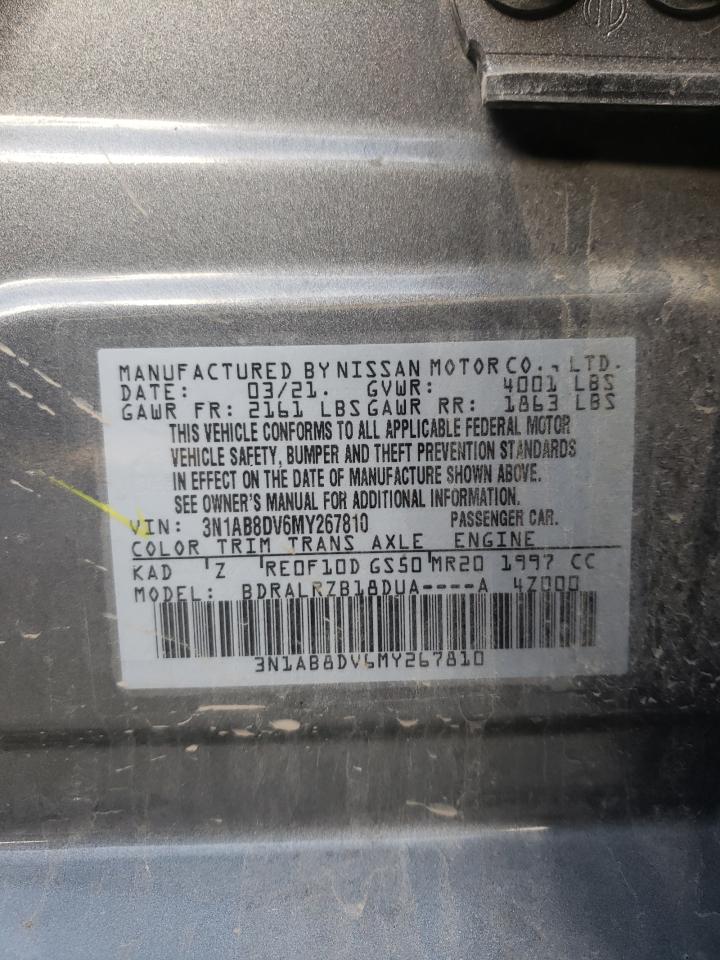 MANUFACTURED BY NISSAN MOTOR CO., LTD.
DATE: 03/21. GVWR: 4001 LBS
GAWR FR: 2161 LBS GAWR RR: 1863 LBS
THIS VEHICLE CONFORMS TO ALL APPLICABLE FEDERAL MOTOR
VEHICLE SAFETY, BUMPER AND THEFT PREVENTION STANDARDS
IN EFFECT ON THE DATE OF MANUFACTURE SHOWN ABOVE.
SEE OWNER'S MANUAL FOR ADDITIONAL INFORMATION.
VIN: 3N1AB8DV6MY267810 PASSENGER CAR.
COLOR TRIM TRANS AXLE ENGINE
KAD Z RE0F10D GS50 MR20 1997 CC
MODEL: BDRALRZB18DUA----A 4Z000
3N1AB8DV6MY267810